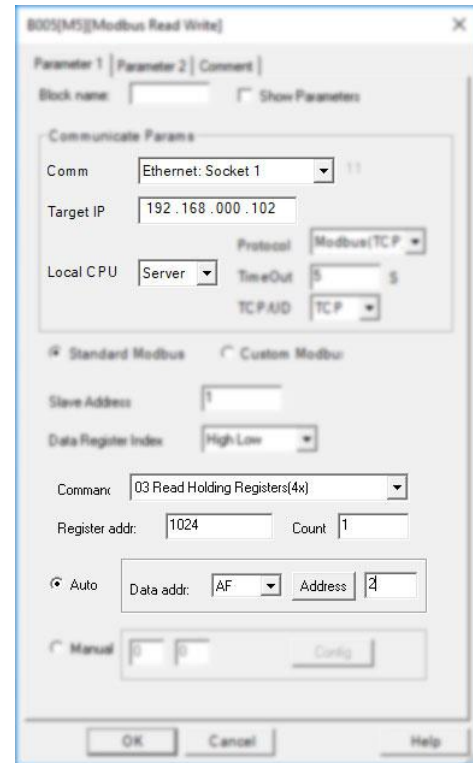 B005[M5][Modbus Read Write]
Parameter 1 Parameter 2 Comment
Block name: Show Parameters
Communicate Params
Comm Ethernet: Socket 1 11
Target IP 192 .168 .000 .102
Protocol Modbus(TCP
Local CPU Server TimeOut 5 S
TCP/UD TCP
Standard Modbus Custom Modbu
Slave Address 1
Data Register Index High Low
Comman 03 Read Holding Registers(4x)
Register addr: 1024 Count 1
Auto Data addr: AF Address 2
Manual 0 0 Config
OK Cancel Help